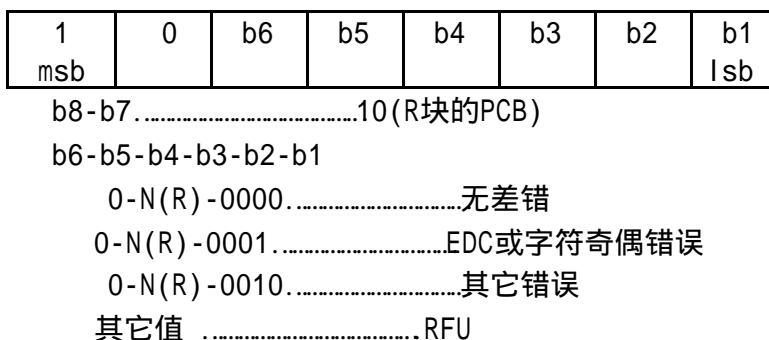 1 0 b6 b5 b4 b3 b2 b1
msb lsb
b8-b7.……………………………10(R块的PCB)
b6-b5-b4-b3-b2-b1
0-N(R)-0000.……………………无差错
0-N(R)-0001.……………………EDC或字符奇偶错误
0-N(R)-0010.……………………其它错误
其它值 .……………………………RFU